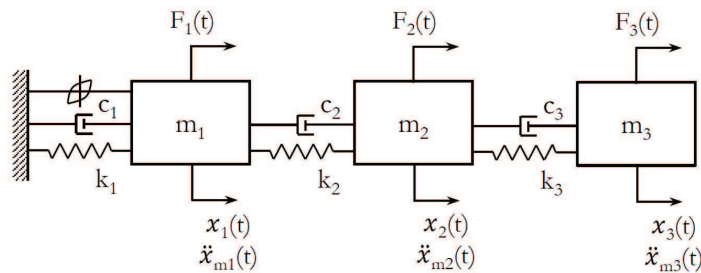 F₁(t) F₂(t) F₃(t)
c₁ c₂ c₃
m₁ m₂ m₃
k₁ k₂ k₃
x₁(t) x₂(t) x₃(t)
ẍₘ₁(t) ẍₘ₂(t) ẍₘ₃(t)